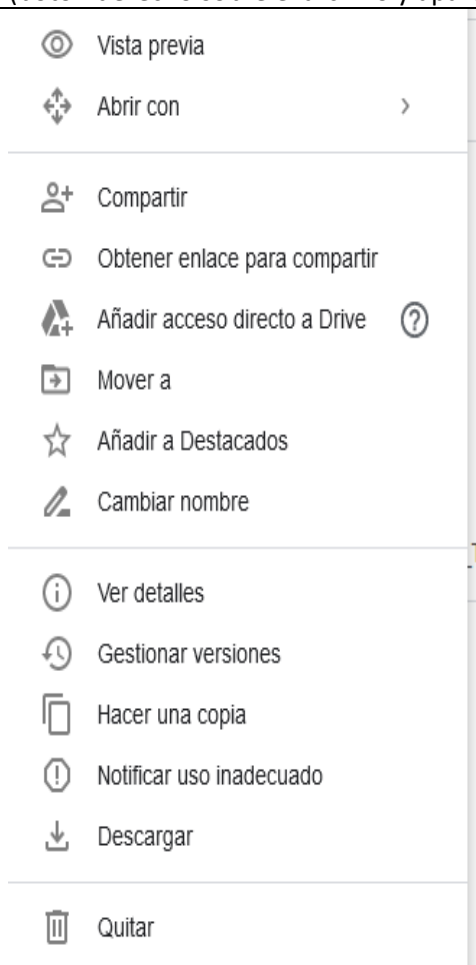 Vista previa
Abrir con
Compartir
Obtener enlace para compartir
Añadir acceso directo a Drive
Mover a
Añadir a Destacados
Cambiar nombre
Ver detalles
Gestionar versiones
Hacer una copia
Notificar uso inadecuado
Descargar
Quitar